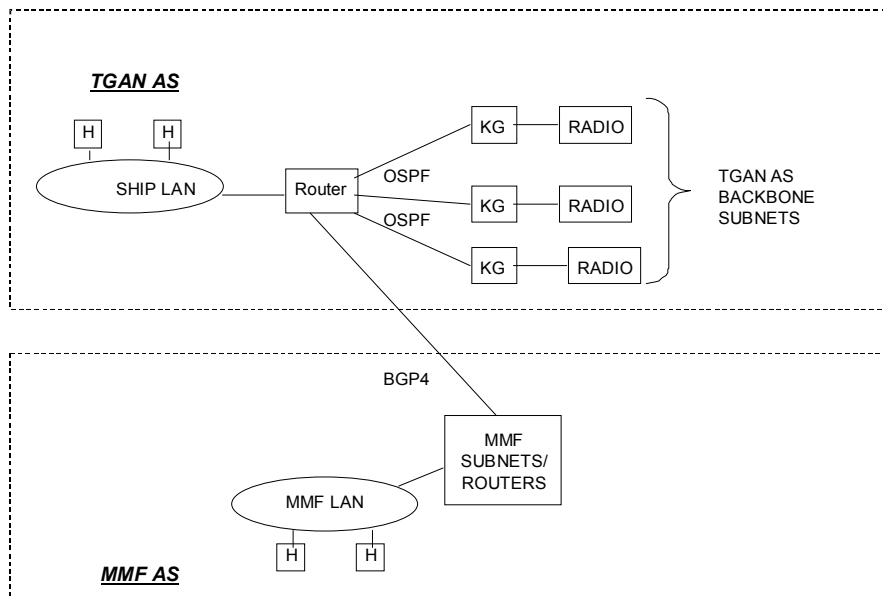 TGAN AS
H
H
SHIP LAN
Router
OSPF
OSPF
KG
RADIO
KG
RADIO
KG
RADIO
TGAN AS
BACKBONE
SUBNETS
BGP4
MMF
SUBNETS/
ROUTERS
MMF LAN
H
H
MMF AS